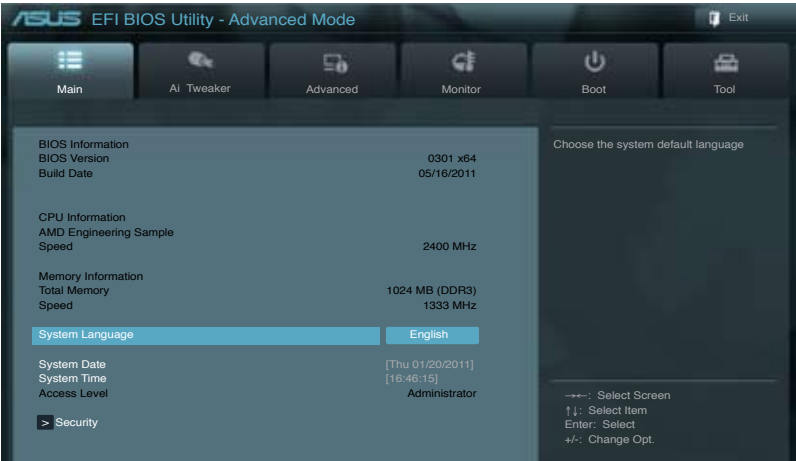 ASUS EFI BIOS Utility - Advanced Mode
Exit
Main
Ai Tweaker
Advanced
Monitor
Boot
Tool
BIOS Information
BIOS Version 0301 x64
Build Date 05/16/2011
CPU Information
AMD Engineering Sample
Speed 2400 MHz
Memory Information
Total Memory 1024 MB (DDR3)
Speed 1333 MHz
System Language English
System Date [Thu 01/20/2011]
System Time [16:46:15]
Access Level Administrator
> Security
Choose the system default language
→←: Select Screen
↑↓: Select Item
Enter: Select
+/-: Change Opt.